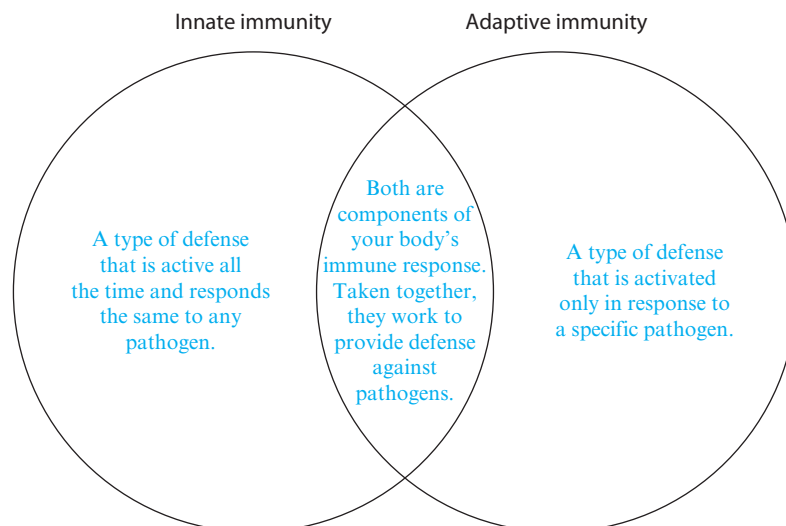 Innate immunity
Adaptive immunity
A type of defense
that is active all
the time and responds
the same to any
pathogen.
Both are
components of
your body’s
immune response.
Taken together,
they work to
provide defense
against
pathogens.
A type of defense
that is activated
only in response to
a specific pathogen.